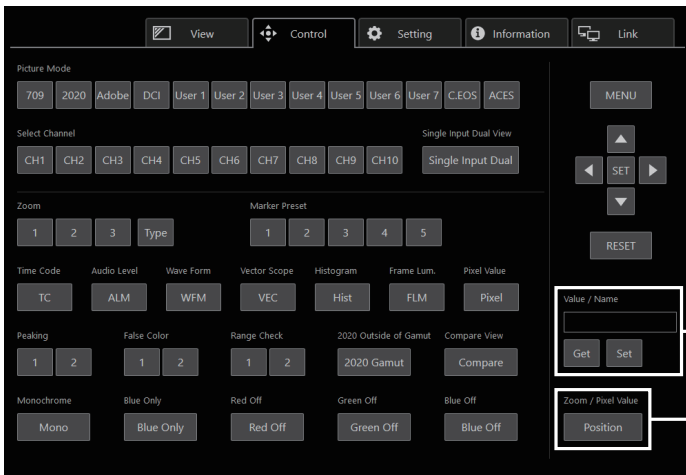 View Control Setting Information Link
Picture Mode
709 2020 Adobe DCI User 1 User 2 User 3 User 4 User 5 User 6 User 7 C.EOS ACES
MENU
Select Channel Single Input Dual View
CH1 CH2 CH3 CH4 CH5 CH6 CH7 CH8 CH9 CH10 Single Input Dual
SET
Zoom Marker Preset
1 2 3 Type 1 2 3 4 5
RESET
Time Code Audio Level Wave Form Vector Scope Histogram Frame Lum. Pixel Value
TC ALM WFM VEC Hist FLM Pixel
Value / Name
Peaking False Color Range Check 2020 Outside of Gamut Compare View
1 2 1 2 1 2 2020 Gamut Compare
Get Set
Monochrome Blue Only Red Off Green Off Blue Off
Mono Blue Only Red Off Green Off Blue Off
Zoom / Pixel Value
Position